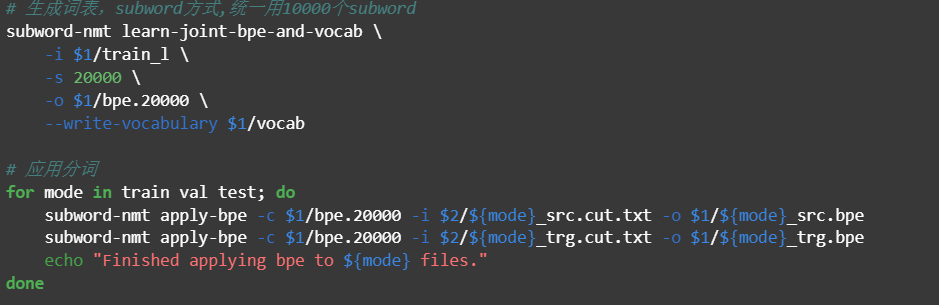 # 生成词表，subword方式,统一用10000个subword
subword-nmt learn-joint-bpe-and-vocab \
    -i $1/train_l \
    -s 20000 \
    -o $1/bpe.20000 \
    --write-vocabulary $1/vocab

# 应用分词
for mode in train val test; do
    subword-nmt apply-bpe -c $1/bpe.20000 -i $2/${mode}_src.cut.txt -o $1/${mode}_src.bpe
    subword-nmt apply-bpe -c $1/bpe.20000 -i $2/${mode}_trg.cut.txt -o $1/${mode}_trg.bpe
    echo "Finished applying bpe to ${mode} files."
done